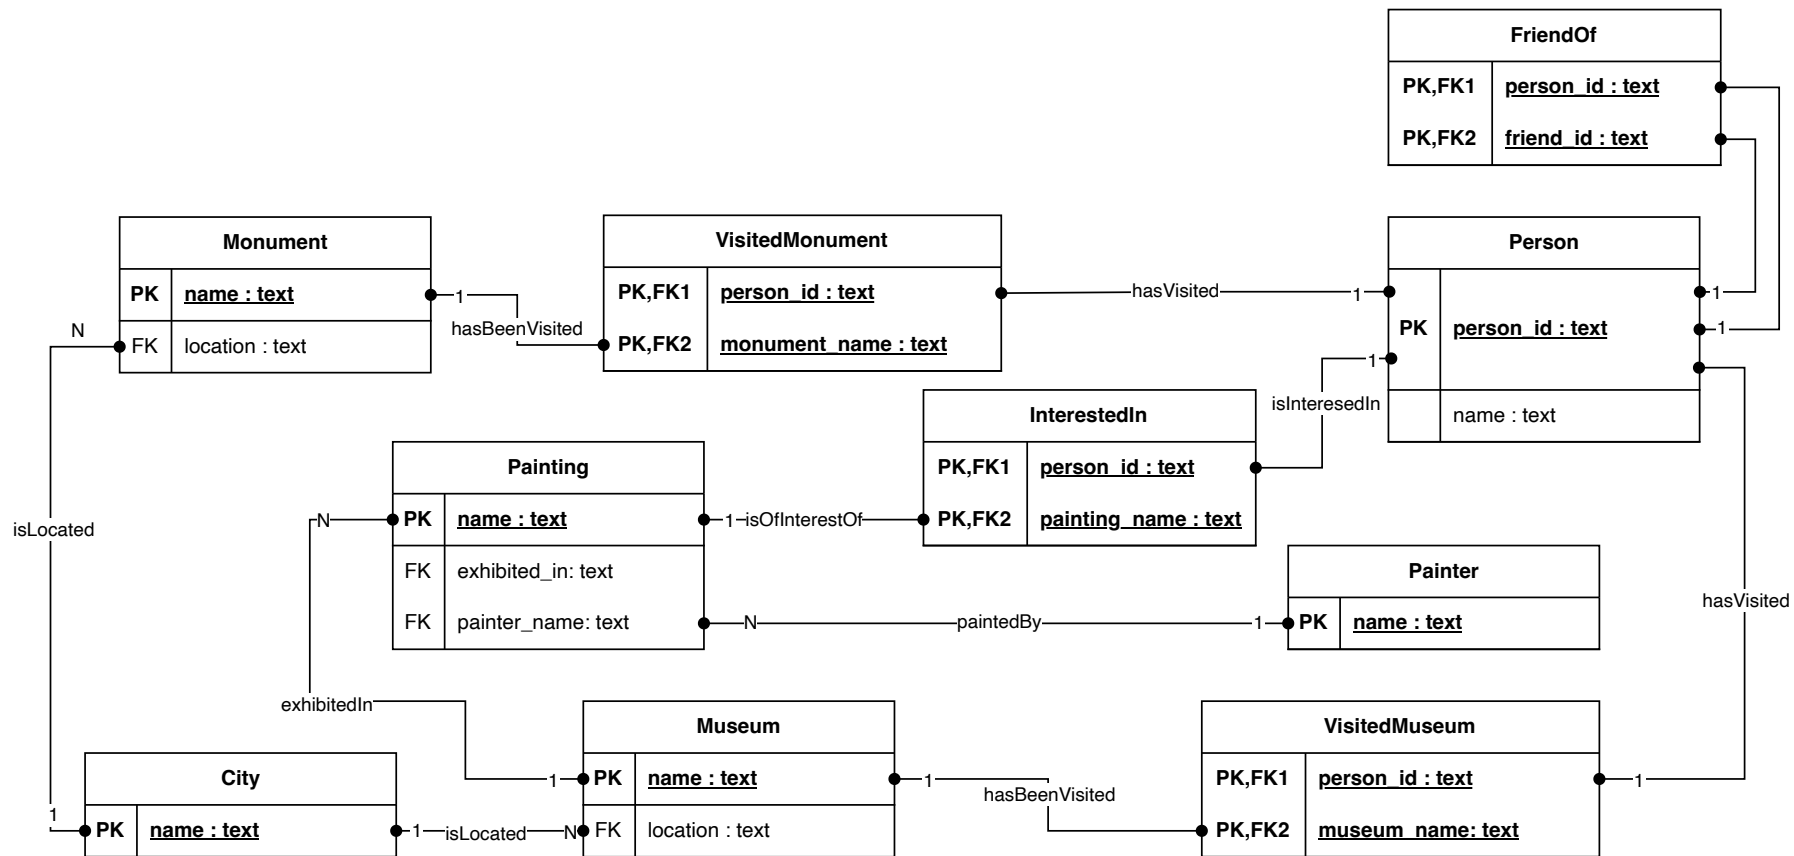 FriendOf
PK,FK1 person_id : text
PK,FK2 friend_id : text
Monument
PK name : text
FK location : text
VisitedMonument
PK,FK1 person_id : text
PK,FK2 monument_name : text
Person
PK person_id : text
name : text
1
hasBeenVisited
hasVisited
1
1
1
N
1
isInteresedIn
InterestedIn
PK,FK1 person_id : text
PK,FK2 painting_name : text
Painting
PK name : text
FK exhibited_in: text
FK painter_name: text
N
1
isOfInterestOf
isLocated
Painter
PK name : text
N
paintedBy
1
hasVisited
exhibitedIn
Museum
PK name : text
FK location : text
VisitedMuseum
PK,FK1 person_id : text
PK,FK2 museum_name: text
City
PK name : text
1
1
hasBeenVisited
1
1
1
isLocated
N